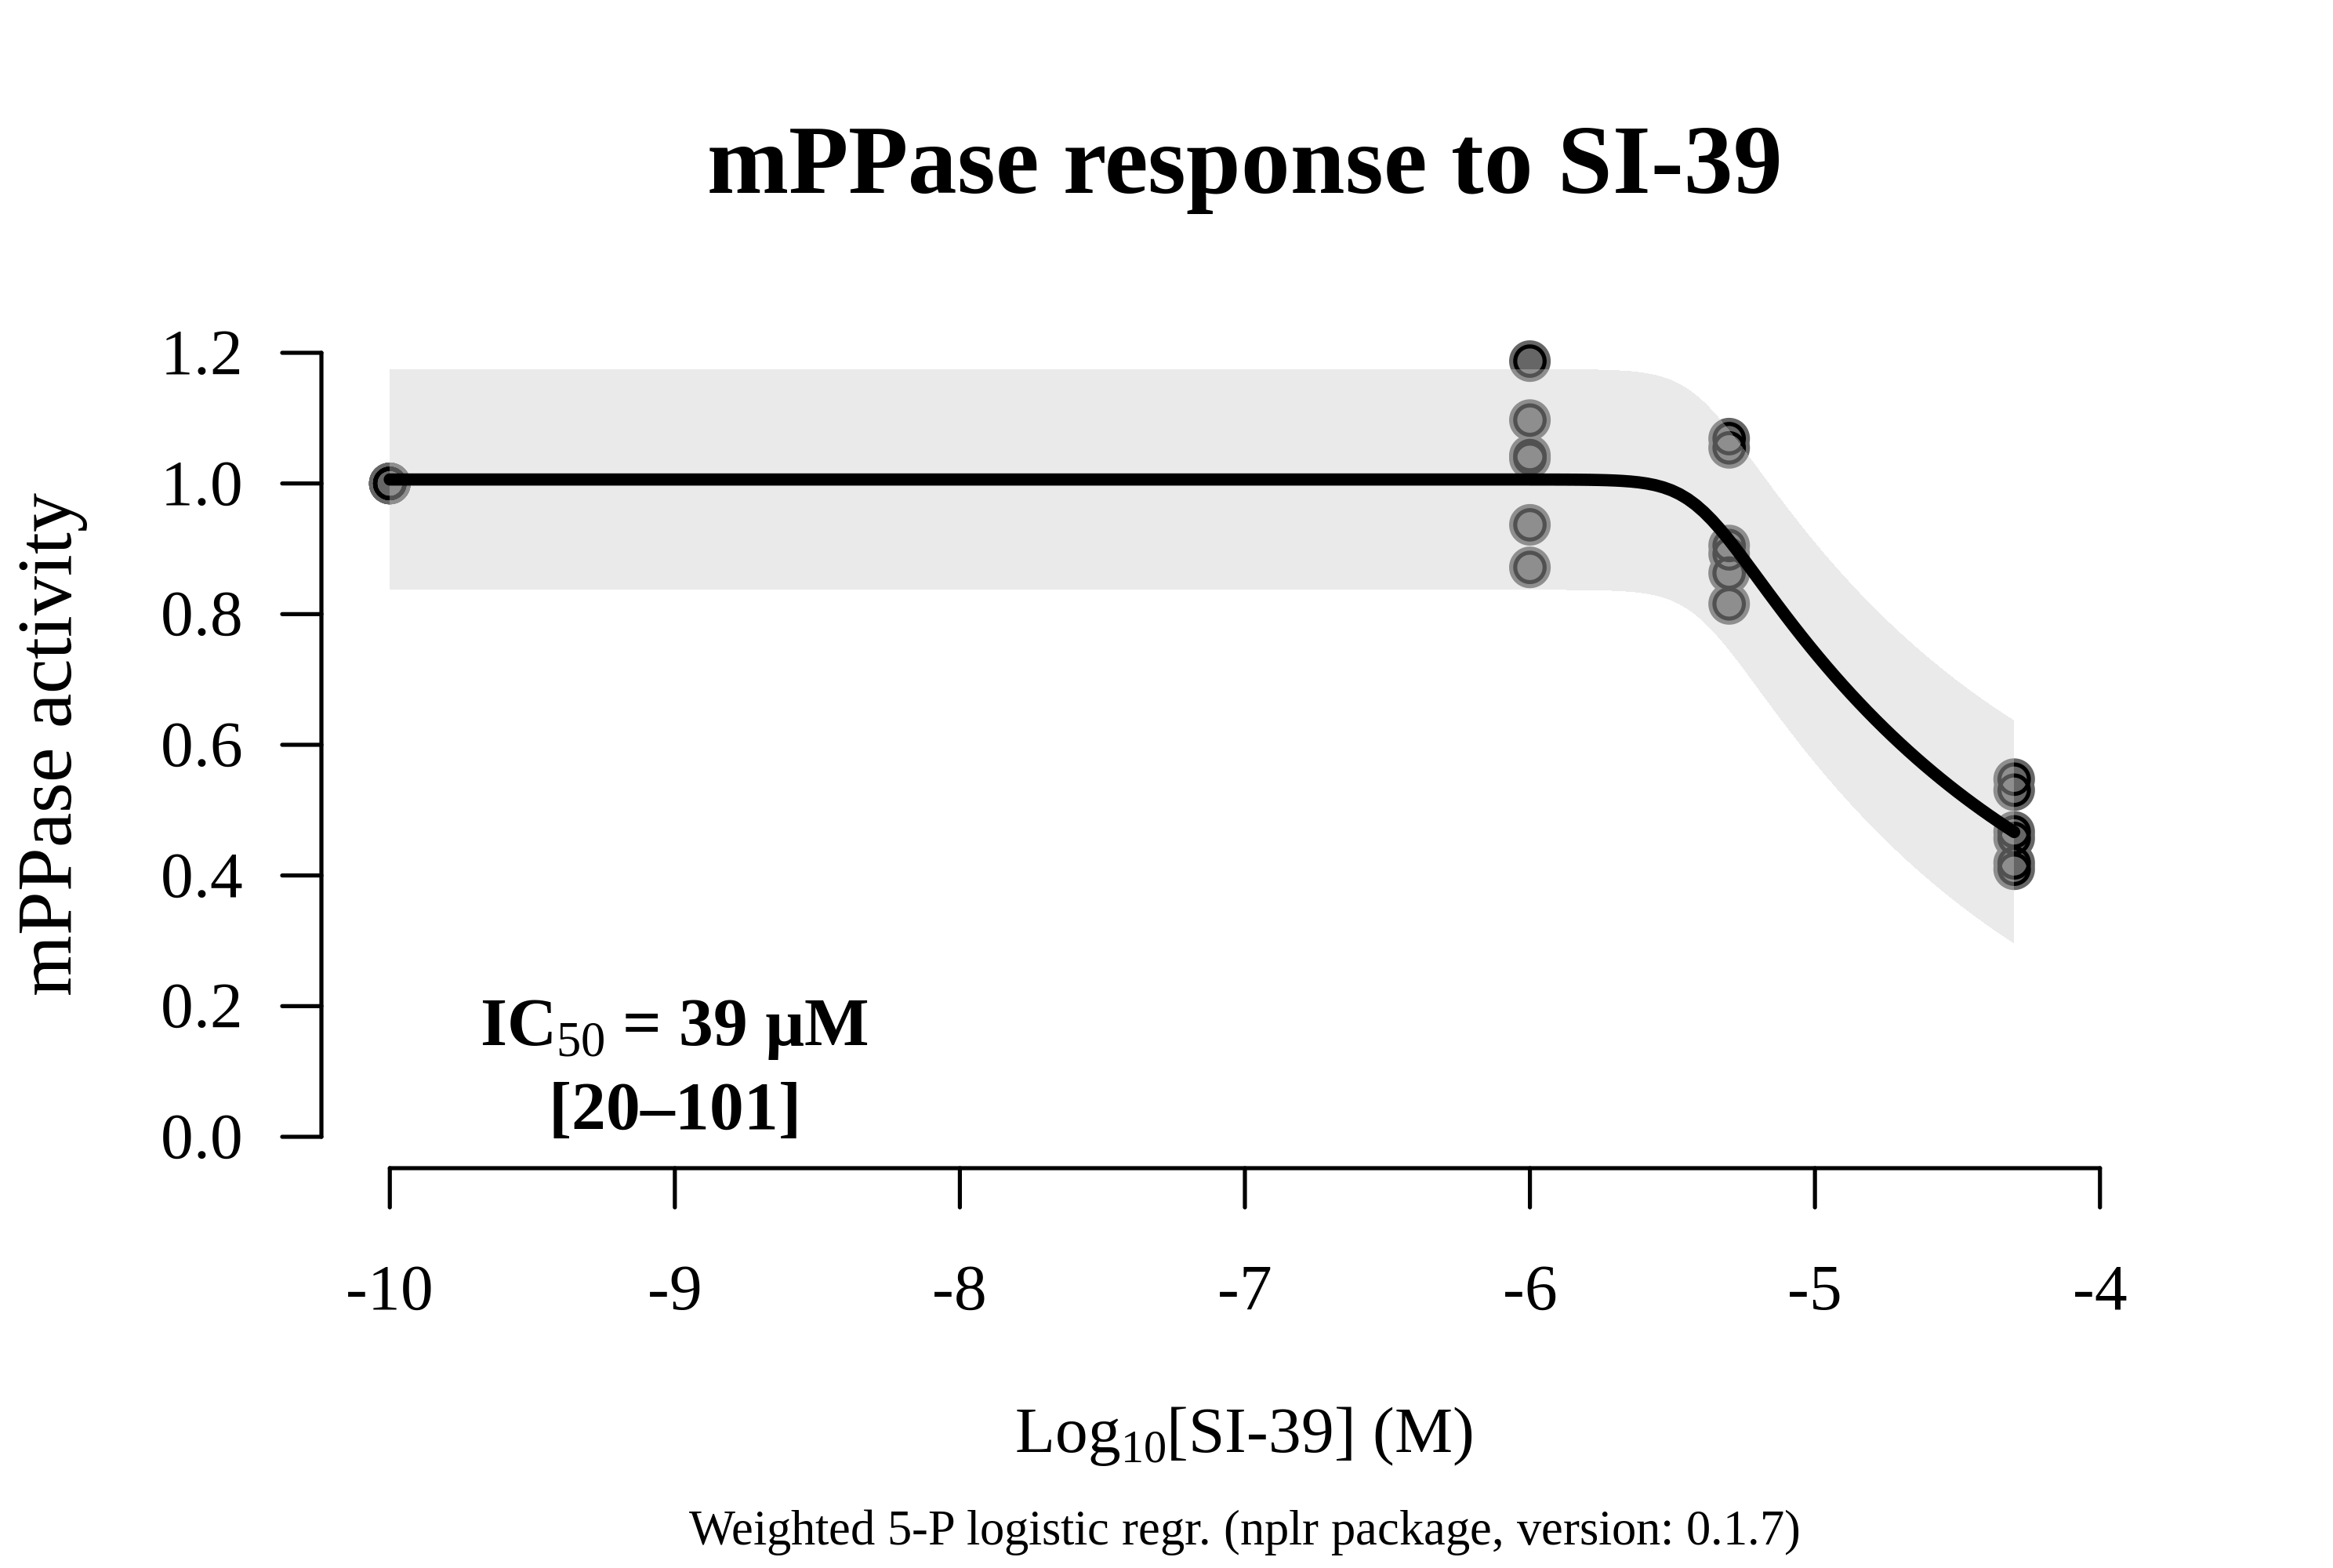 mPPase response to SI-39
mPPase activity
1.2
1.0
0.8
0.6
0.4
0.2
0.0
IC50 = 39 µM
[20–101]
-10 -9 -8 -7 -6 -5 -4
Log10[SI-39] (M)
Weighted 5-P logistic regr. (nplr package, version: 0.1.7)